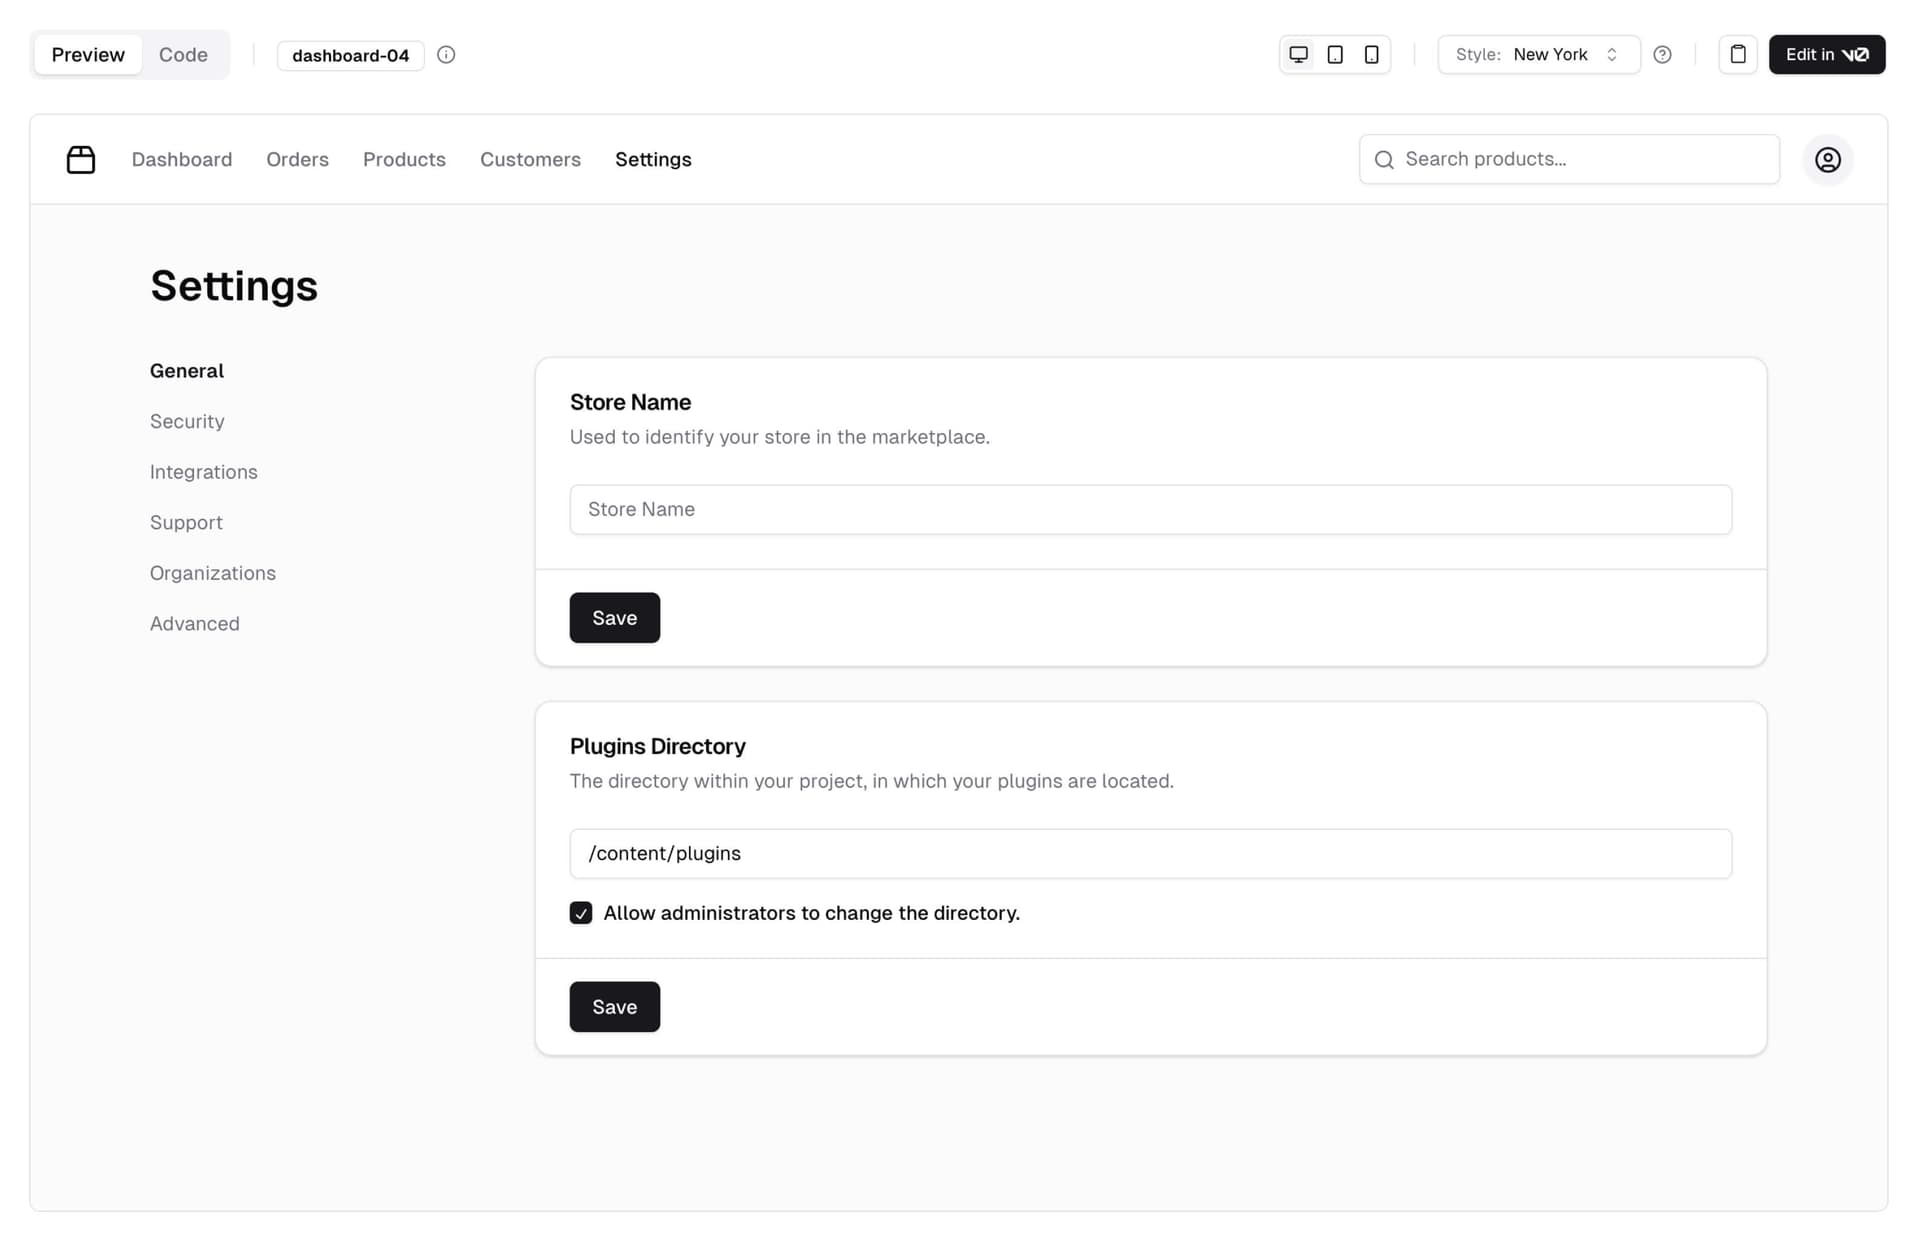 Preview Code dashboard-04 Style: New York Edit in v0
Dashboard Orders Products Customers Settings Search products...
Settings
General
Security
Integrations
Support
Organizations
Advanced
Store Name
Used to identify your store in the marketplace.
Store Name
Save
Plugins Directory
The directory within your project, in which your plugins are located.
/content/plugins
Allow administrators to change the directory.
Save